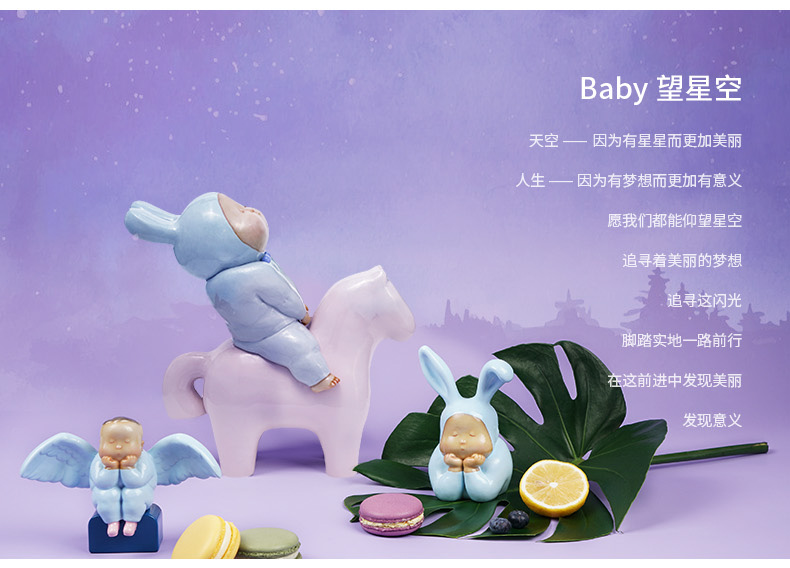 Baby 望星空
天空 —— 因为有星星而更加美丽
人生 —— 因为有梦想而更加有意义
愿我们都能仰望星空
追寻着美丽的梦想
追寻这闪光
脚踏实地一路前行
在这前进中发现美丽
发现意义